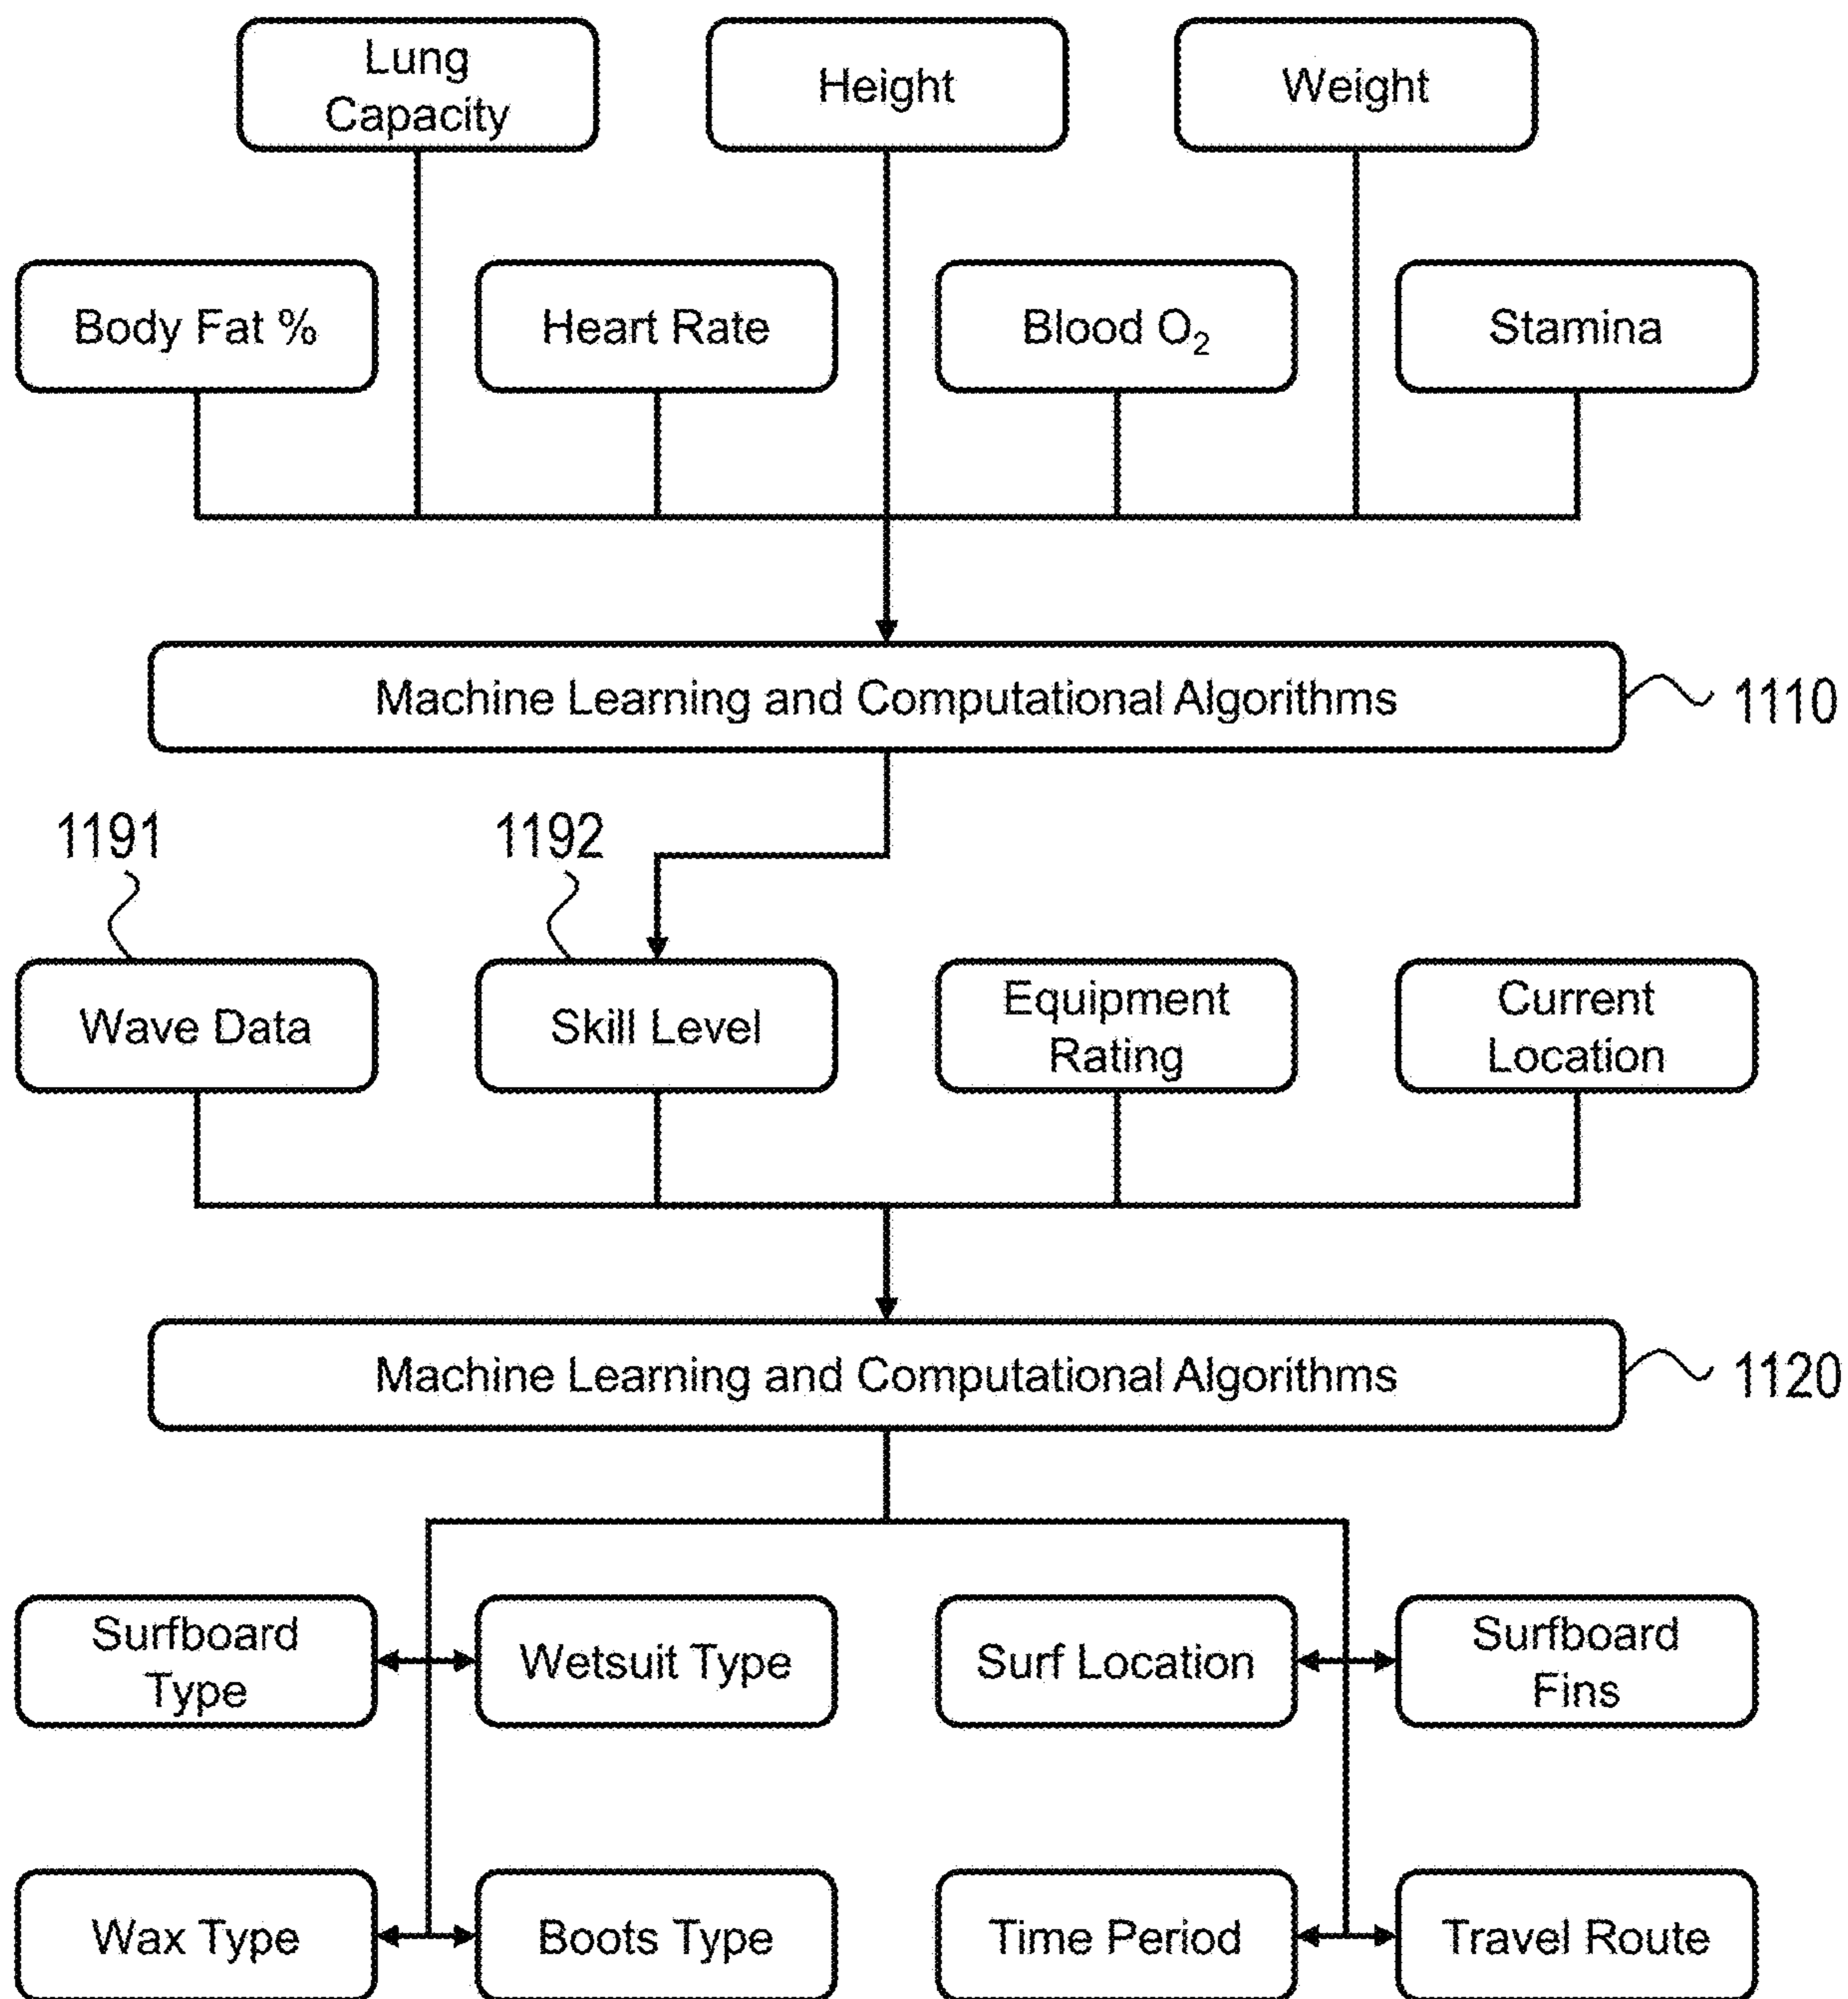 Lung
Capacity
Height
Weight
Body Fat %
Heart Rate
Blood O₂
Stamina
Machine Learning and Computational Algorithms
1110
1191
1192
Wave Data
Skill Level
Equipment
Rating
Current
Location
Machine Learning and Computational Algorithms
1120
Surfboard
Type
Wetsuit Type
Surf Location
Surfboard
Fins
Wax Type
Boots Type
Time Period
Travel Route